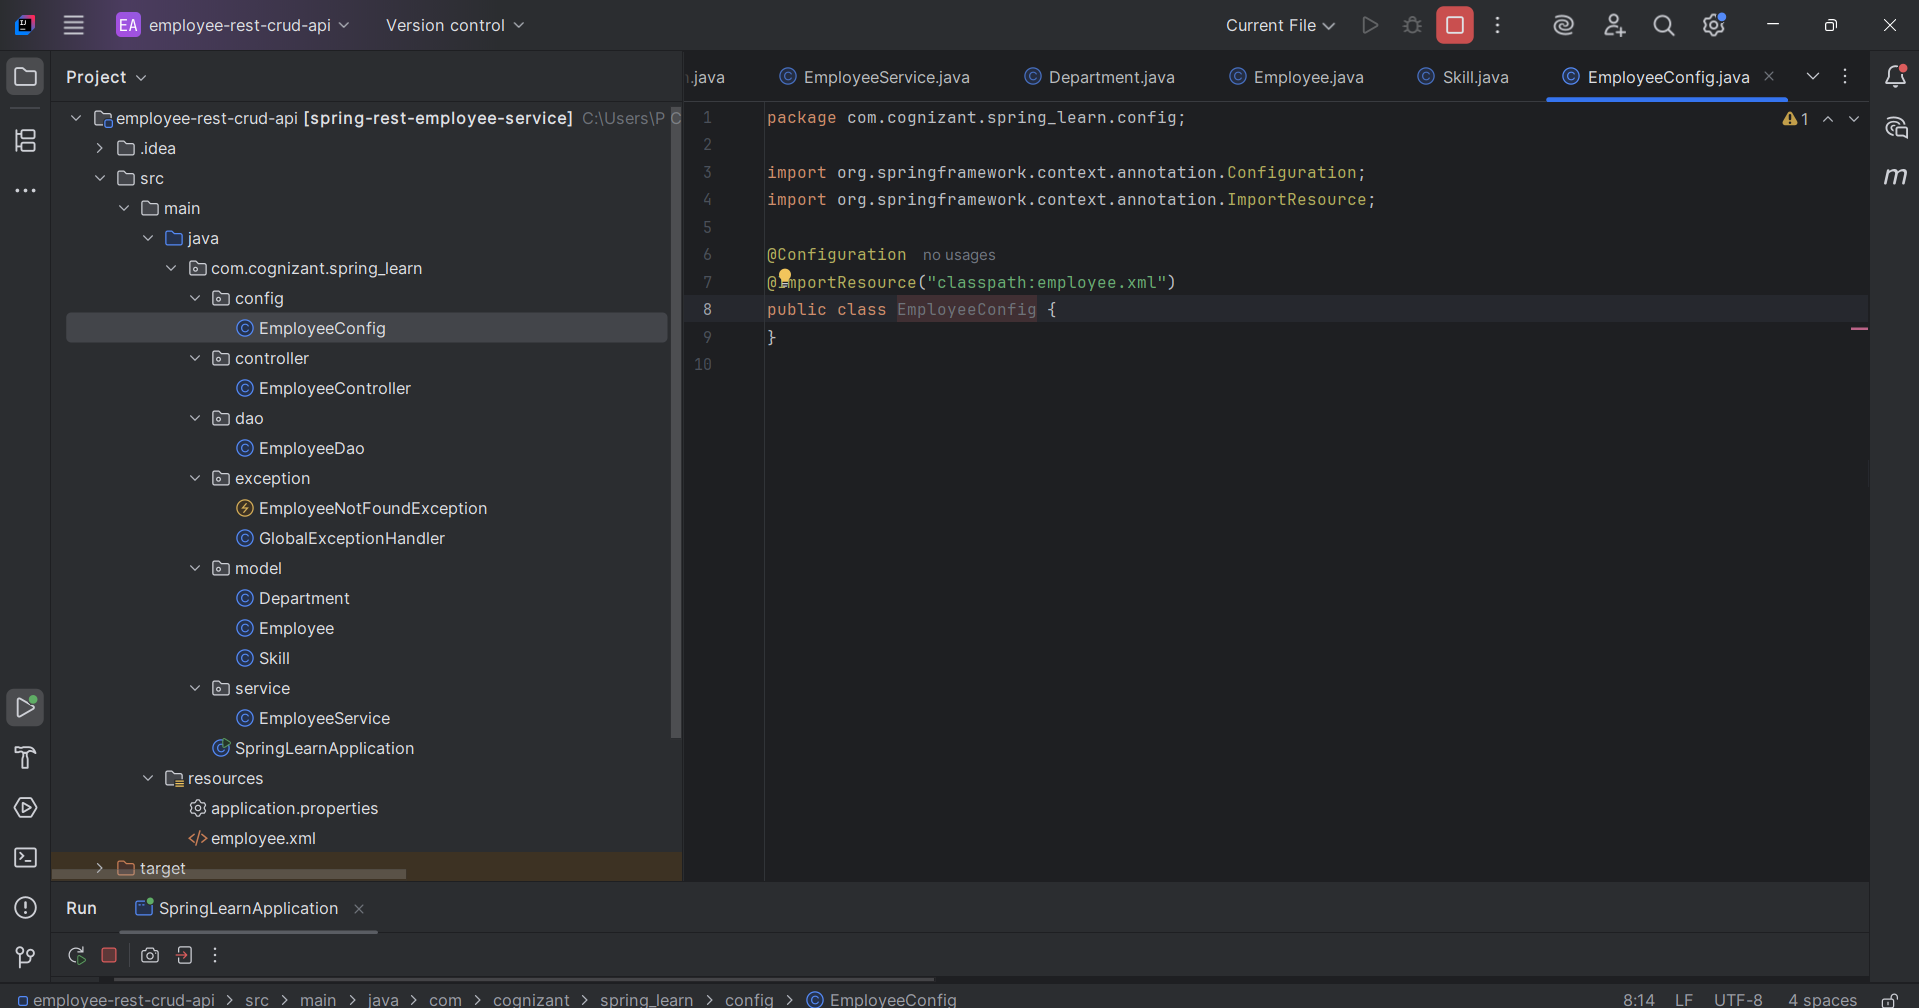 EA employee-rest-crud-api Version control Current File
Project
.java EmployeeService.java Department.java Employee.java Skill.java EmployeeConfig.java
employee-rest-crud-api [spring-rest-employee-service] C:\Users\P C
.idea
src
main
java
com.cognizant.spring_learn
config
EmployeeConfig
controller
EmployeeController
dao
EmployeeDao
exception
EmployeeNotFoundException
GlobalExceptionHandler
model
Department
Employee
Skill
service
EmployeeService
SpringLearnApplication
resources
application.properties
employee.xml
target
1 package com.cognizant.spring_learn.config;
2
3 import org.springframework.context.annotation.Configuration;
4 import org.springframework.context.annotation.ImportResource;
5
6 @Configuration no usages
7 @ImportResource("classpath:employee.xml")
8 public class EmployeeConfig {
9 }
10
1
m
Run SpringLearnApplication
employee-rest-crud-api > src > main > java > com > cognizant > spring_learn > config > EmployeeConfig 8:14 LF UTF-8 4 spaces